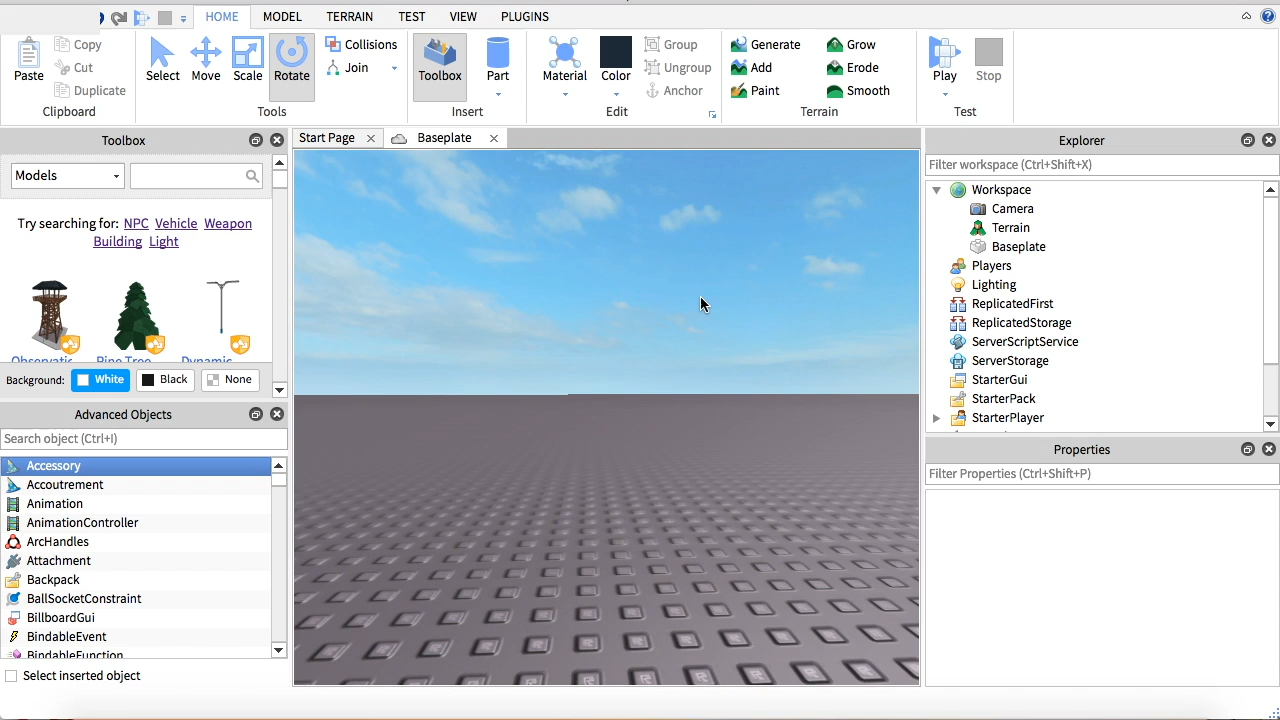 HOME MODEL TERRAIN TEST VIEW PLUGINS
Paste
Copy
Cut
Duplicate
Clipboard
Select
Move
Scale
Rotate
Collisions
Join
Tools
Toolbox
Part
Insert
Material
Color
Group
Ungroup
Anchor
Edit
Generate
Add
Paint
Grow
Erode
Smooth
Terrain
Play
Stop
Test
Toolbox
Models
Try searching for: NPC Vehicle Weapon
Building Light
Observatic Pine Tree Dynamic
Background: White Black None
Advanced Objects
Search object (Ctrl+I)
Accessory
Accoutrement
Animation
AnimationController
ArcHandles
Attachment
Backpack
BallSocketConstraint
BillboardGui
BindableEvent
BindableFunction
Select inserted object
Start Page
Baseplate
Explorer
Filter workspace (Ctrl+Shift+X)
Workspace
Camera
Terrain
Baseplate
Players
Lighting
ReplicatedFirst
ReplicatedStorage
ServerScriptService
ServerStorage
StarterGui
StarterPack
StarterPlayer
Properties
Filter Properties (Ctrl+Shift+P)